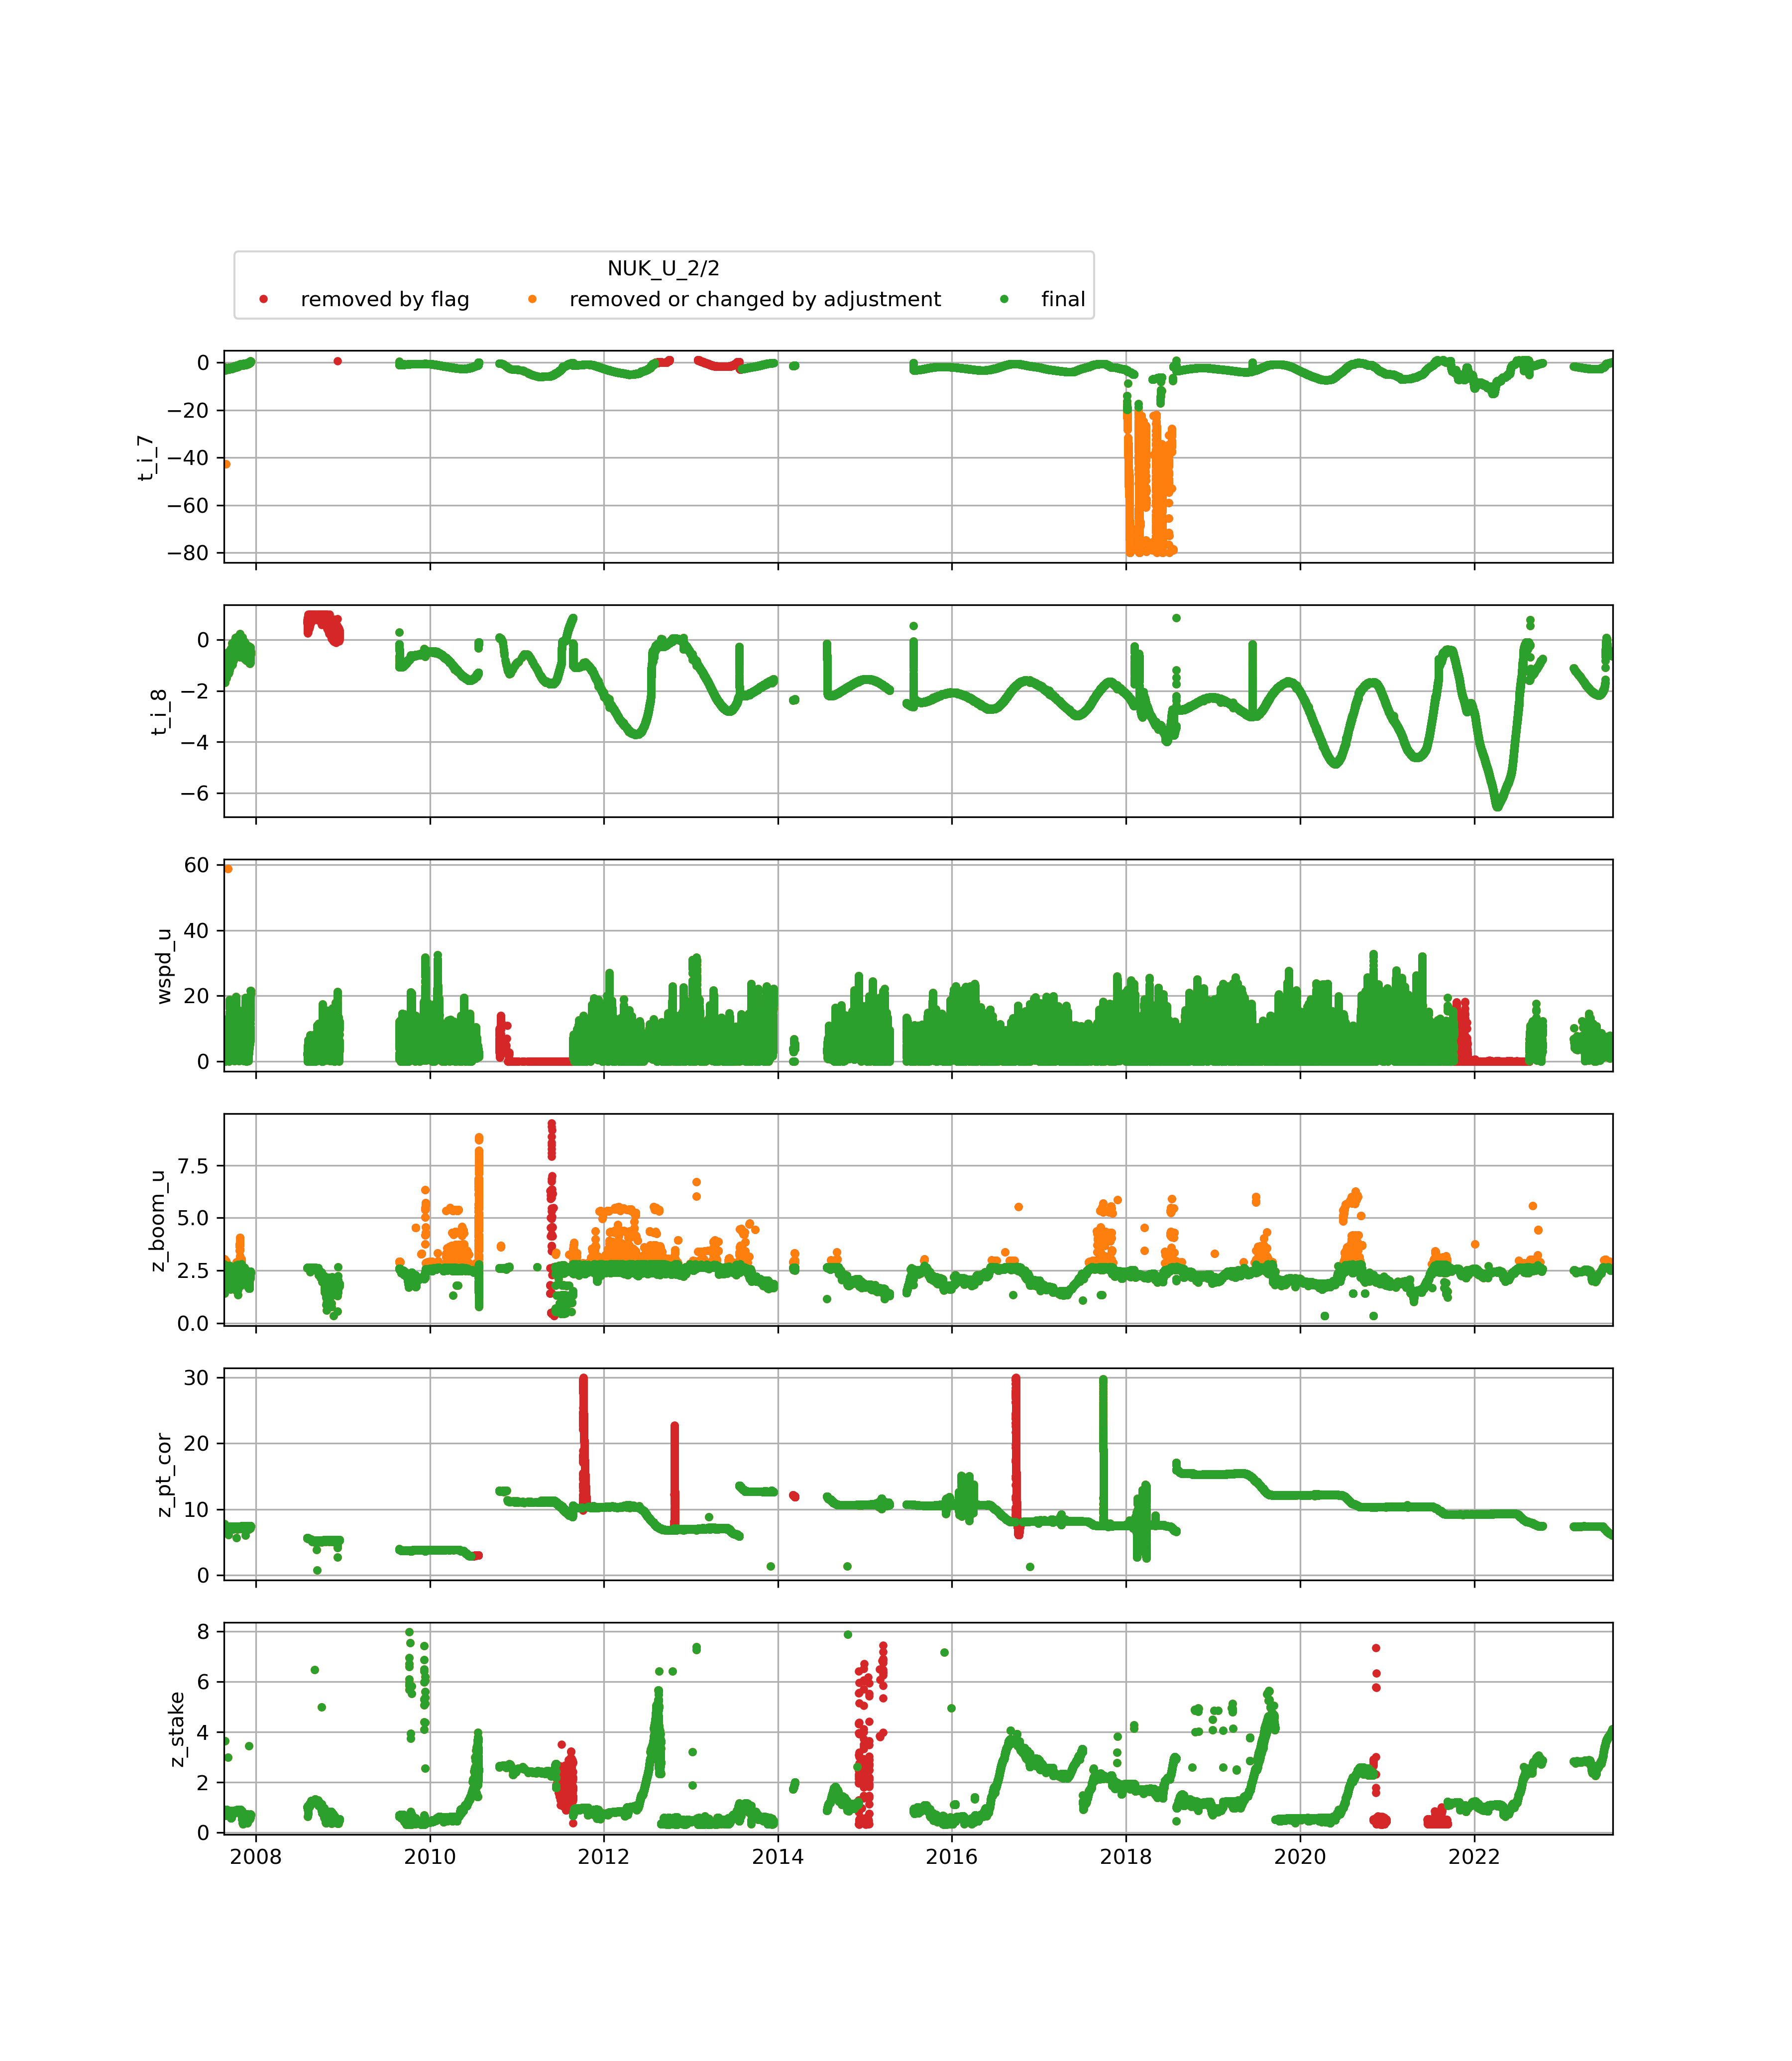 NUK_U_2/2
removed by flag removed or changed by adjustment final
0
−20
−40
−60
−80
t_i_7
0
−2
−4
−6
t_i_8
60
40
20
0
wspd_u
7.5
5.0
2.5
0.0
z_boom_u
30
20
10
0
z_pt_cor
8
6
4
2
0
z_stake
2008 2010 2012 2014 2016 2018 2020 2022